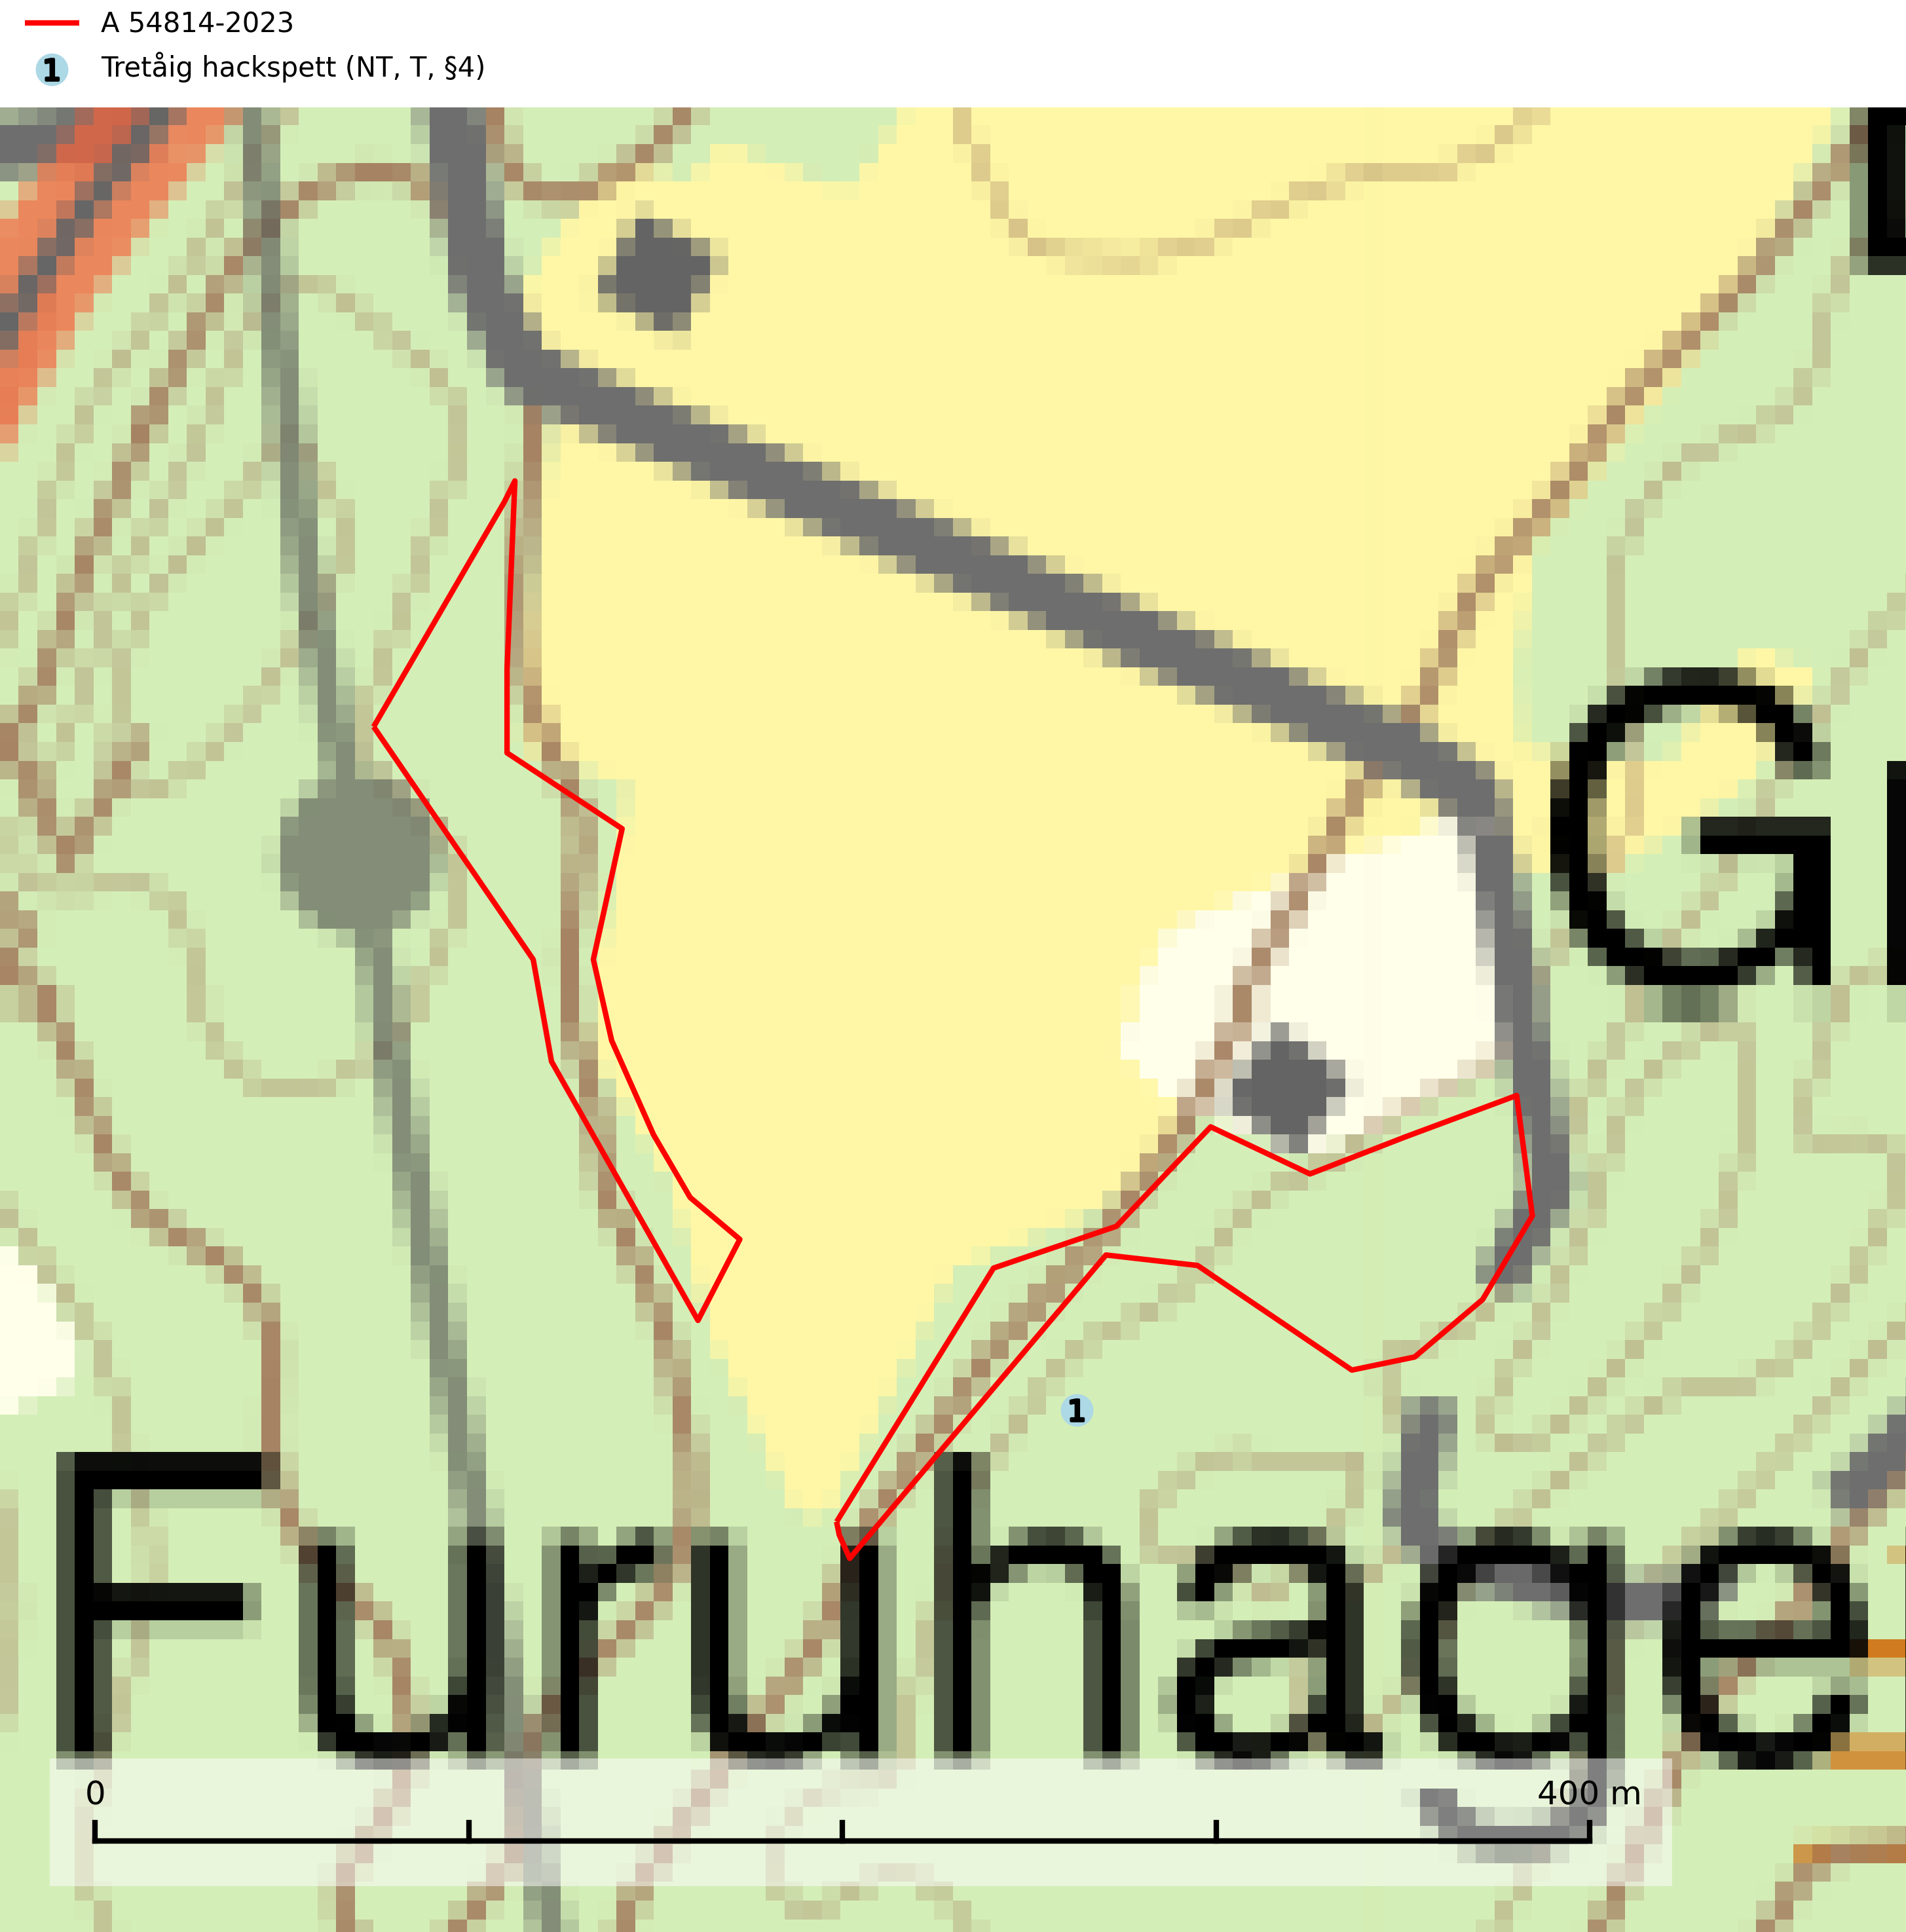 A 54814-2023
1 Tretåig hackspett (NT, T, §4)
G
1
Furuhage
0 400 m